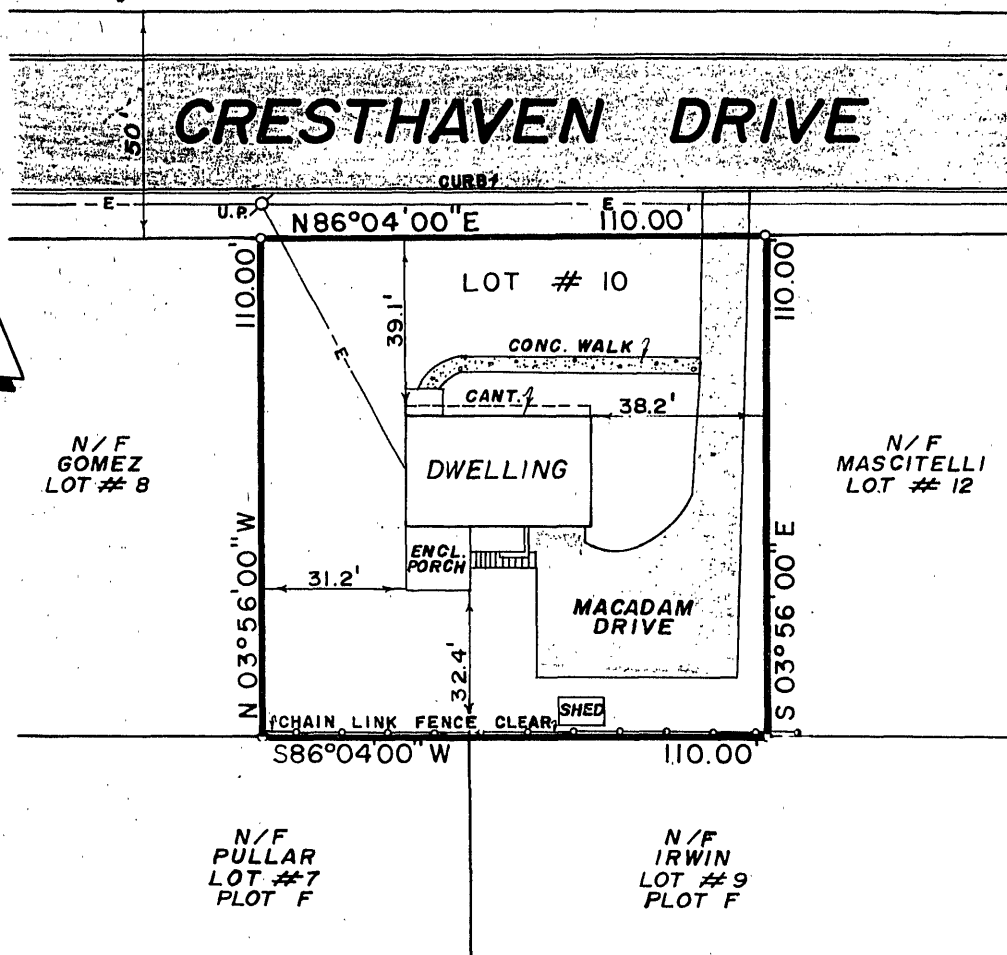 50'
CRESTHAVEN DRIVE
CURB
E
U.P.
E
N86°04'00"E 110.00'
110.00'
110.00'
LOT # 10
39.1'
E
CONC. WALK
CANT.
38.2'
N/F
GOMEZ
LOT # 8
DWELLING
N/F
MASCITELLI
LOT # 12
N 03°56'00" W
S 03°56'00" E
ENCL.
PORCH
31.2'
MACADAM
DRIVE
32.4'
SHED
CHAIN LINK FENCE CLEAR
S86°04'00" W 110.00'
N/F
PULLAR
LOT #7
PLOT F
N/F
IRWIN
LOT # 9
PLOT F